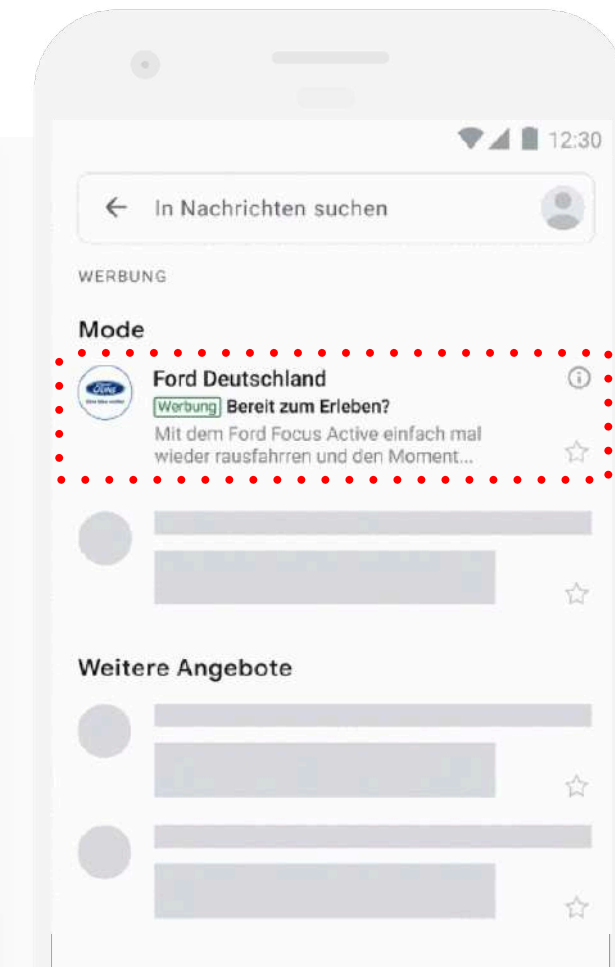 12:30
In Nachrichten suchen
WERBUNG
Mode
Ford Deutschland
Werbung Bereit zum Erleben?
Mit dem Ford Focus Active einfach mal
wieder rausfahrren und den Moment...
Weitere Angebote